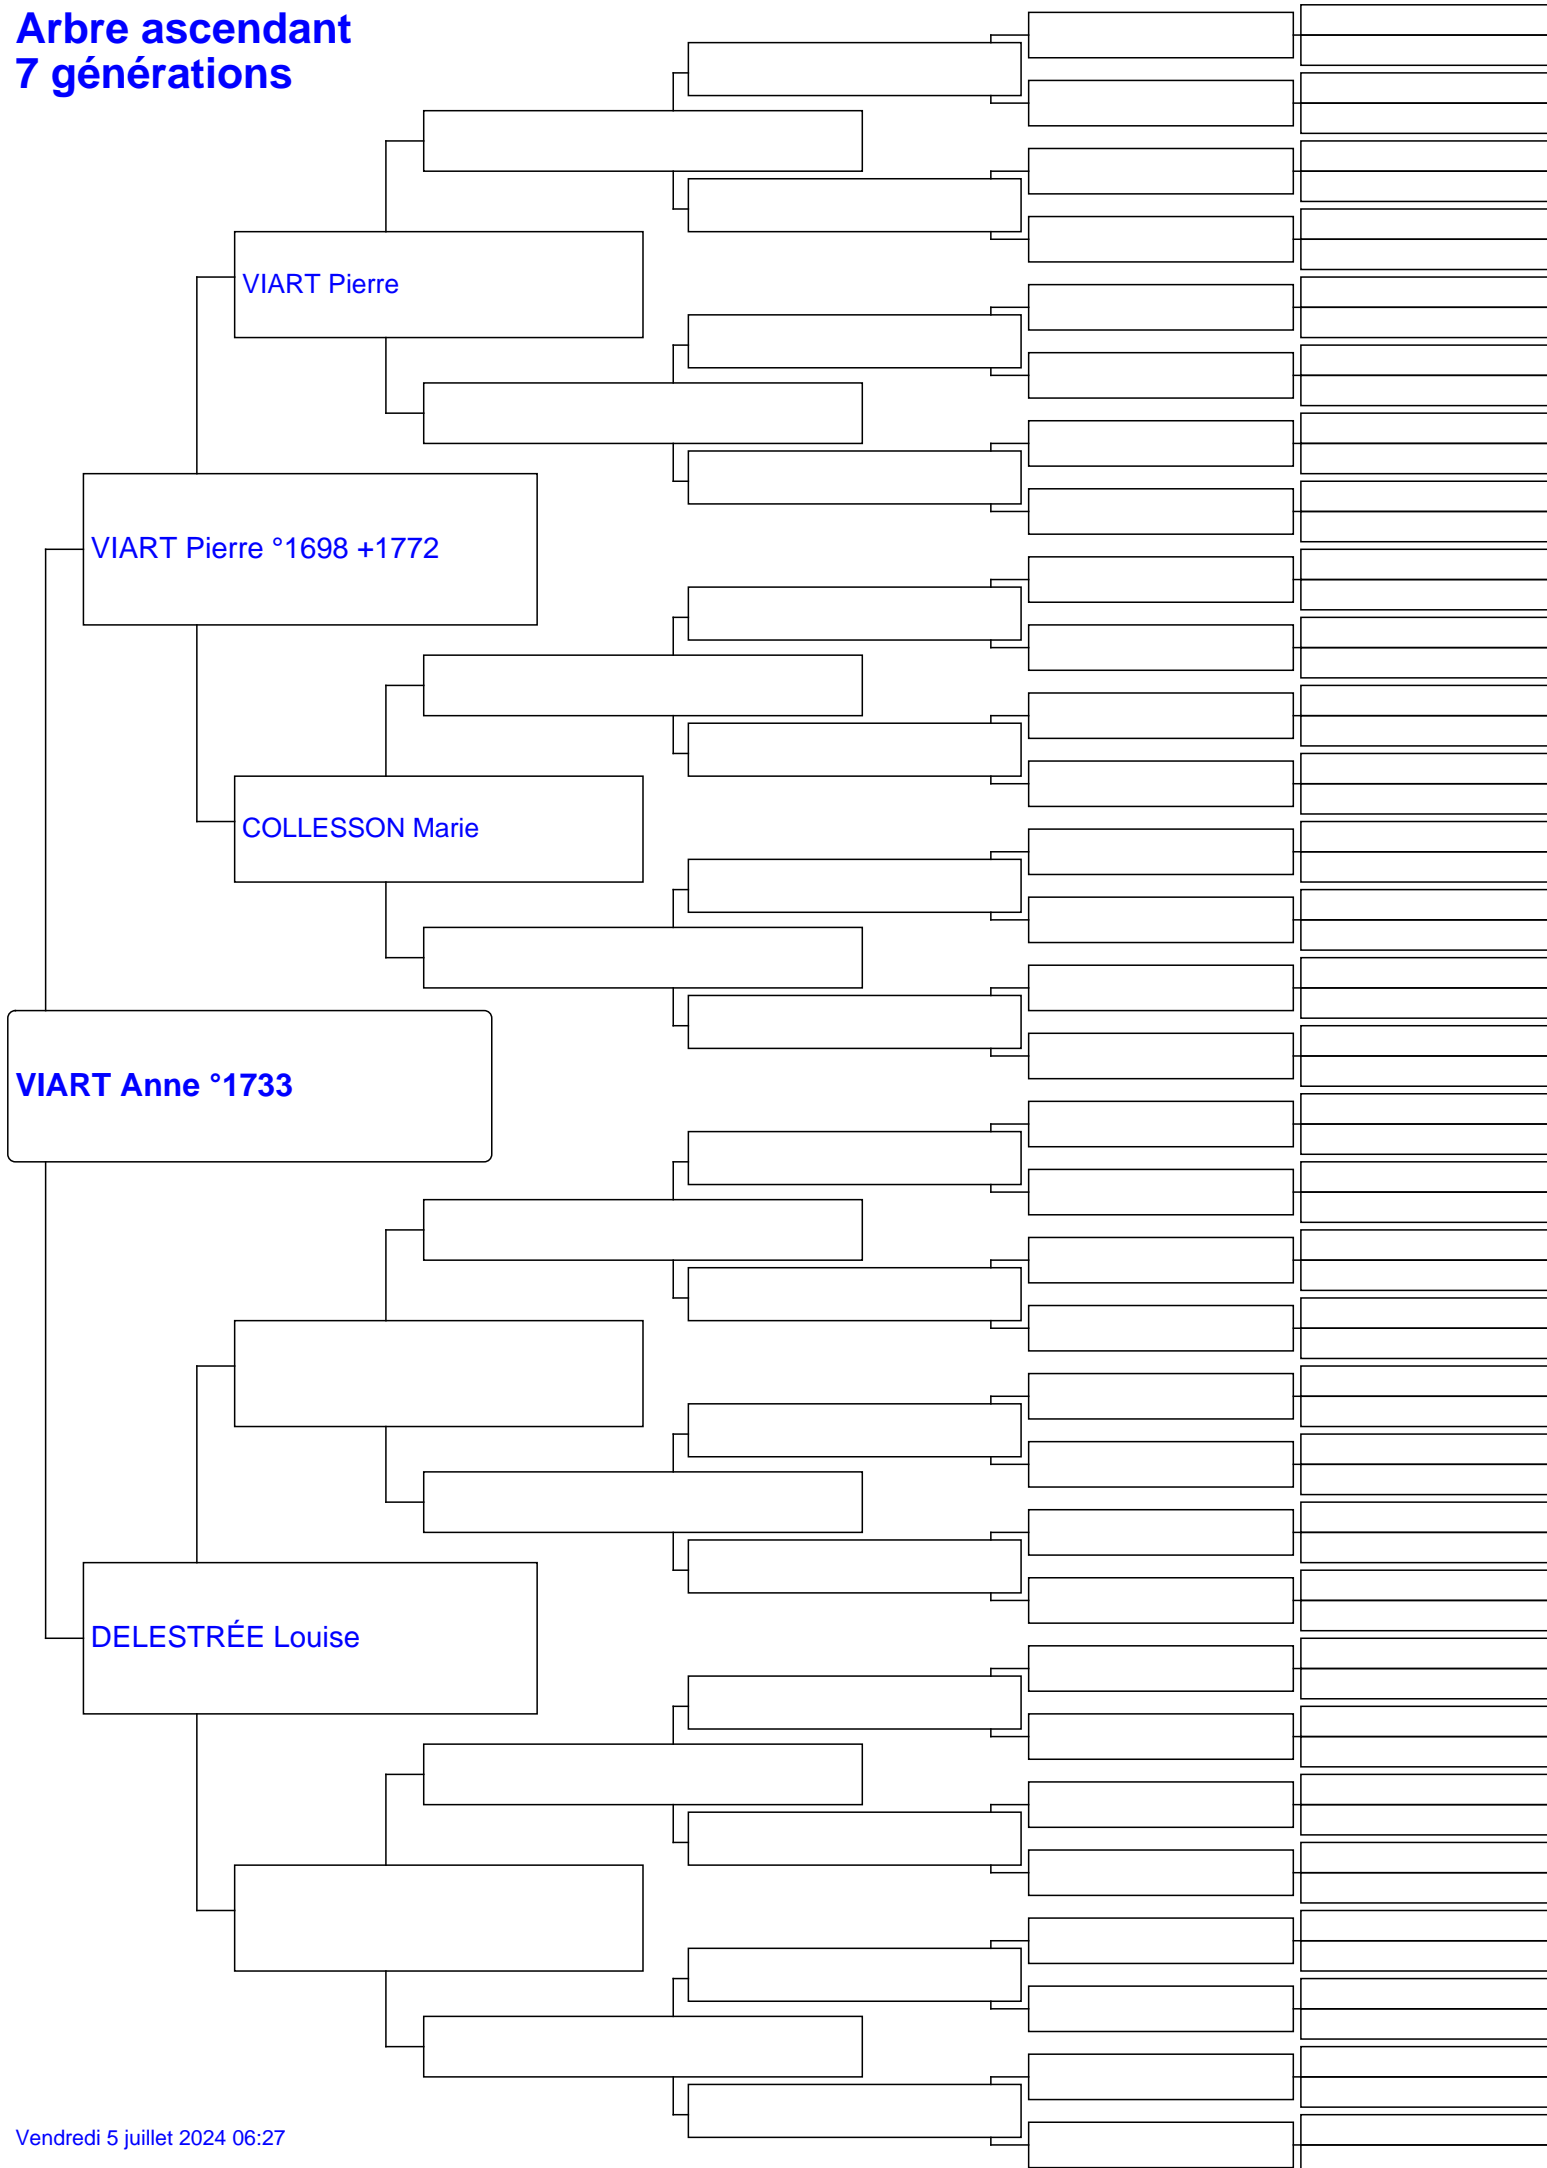 Arbre ascendant
7 générations
VIART Pierre
VIART Pierre °1698 +1772
COLLESSON Marie
VIART Anne °1733
DELESTRÉE Louise
Vendredi 5 juillet 2024 06:27